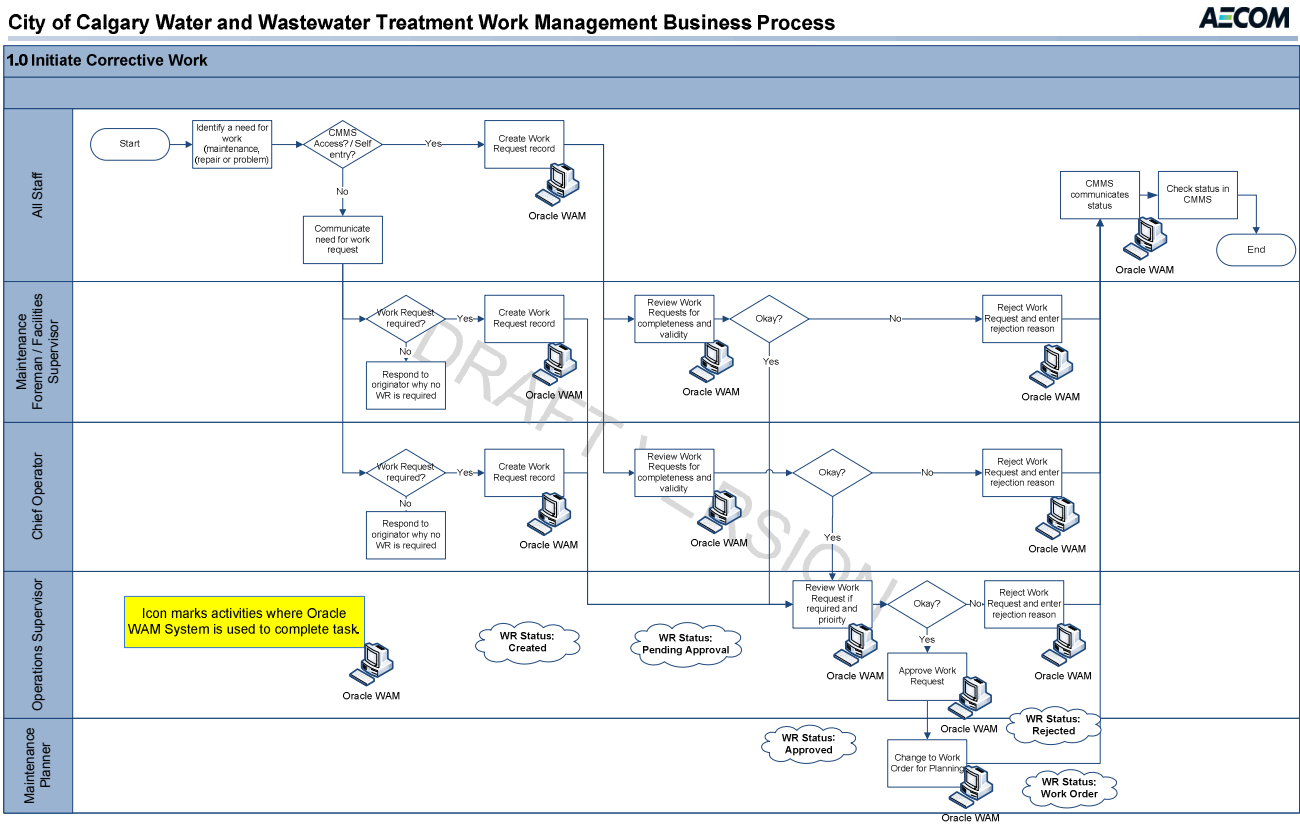 City of Calgary Water and Wastewater Treatment Work Management Business Process
AECOM
1.0 Initiate Corrective Work
All Staff
Start
Identify a need for
work
(maintenance,
(repair or problem)
CMMS
Access? / Self
entry?
Yes
No
Create Work
Request record
Oracle WAM
Communicate
need for work
request
CMMS
communicates
status
Oracle WAM
Check status in
CMMS
End
Maintenance
Foreman / Facilities
Supervisor
Work Request
required?
Yes
No
Create Work
Request record
Oracle WAM
Respond to
originator why no
WR is required
Review Work
Requests for
completeness and
validity
Oracle WAM
Okay?
No
Yes
Reject Work
Request and enter
rejection reason
Oracle WAM
DRAFT VERSION
Chief Operator
Work Request
required?
Yes
No
Create Work
Request record
Oracle WAM
Respond to
originator why no
WR is required
Review Work
Requests for
completeness and
validity
Oracle WAM
Okay?
No
Yes
Reject Work
Request and enter
rejection reason
Oracle WAM
Operations Supervisor
Icon marks activities where Oracle
WAM System is used to complete task.
Oracle WAM
WR Status:
Created
WR Status:
Pending Approval
Review Work
Request if
required and
prioirty
Oracle WAM
Okay?
No
Yes
Reject Work
Request and enter
rejection reason
Oracle WAM
Approve Work
Request
Oracle WAM
WR Status:
Rejected
Maintenance
Planner
WR Status:
Approved
Change to Work
Order for Planning
Oracle WAM
WR Status:
Work Order